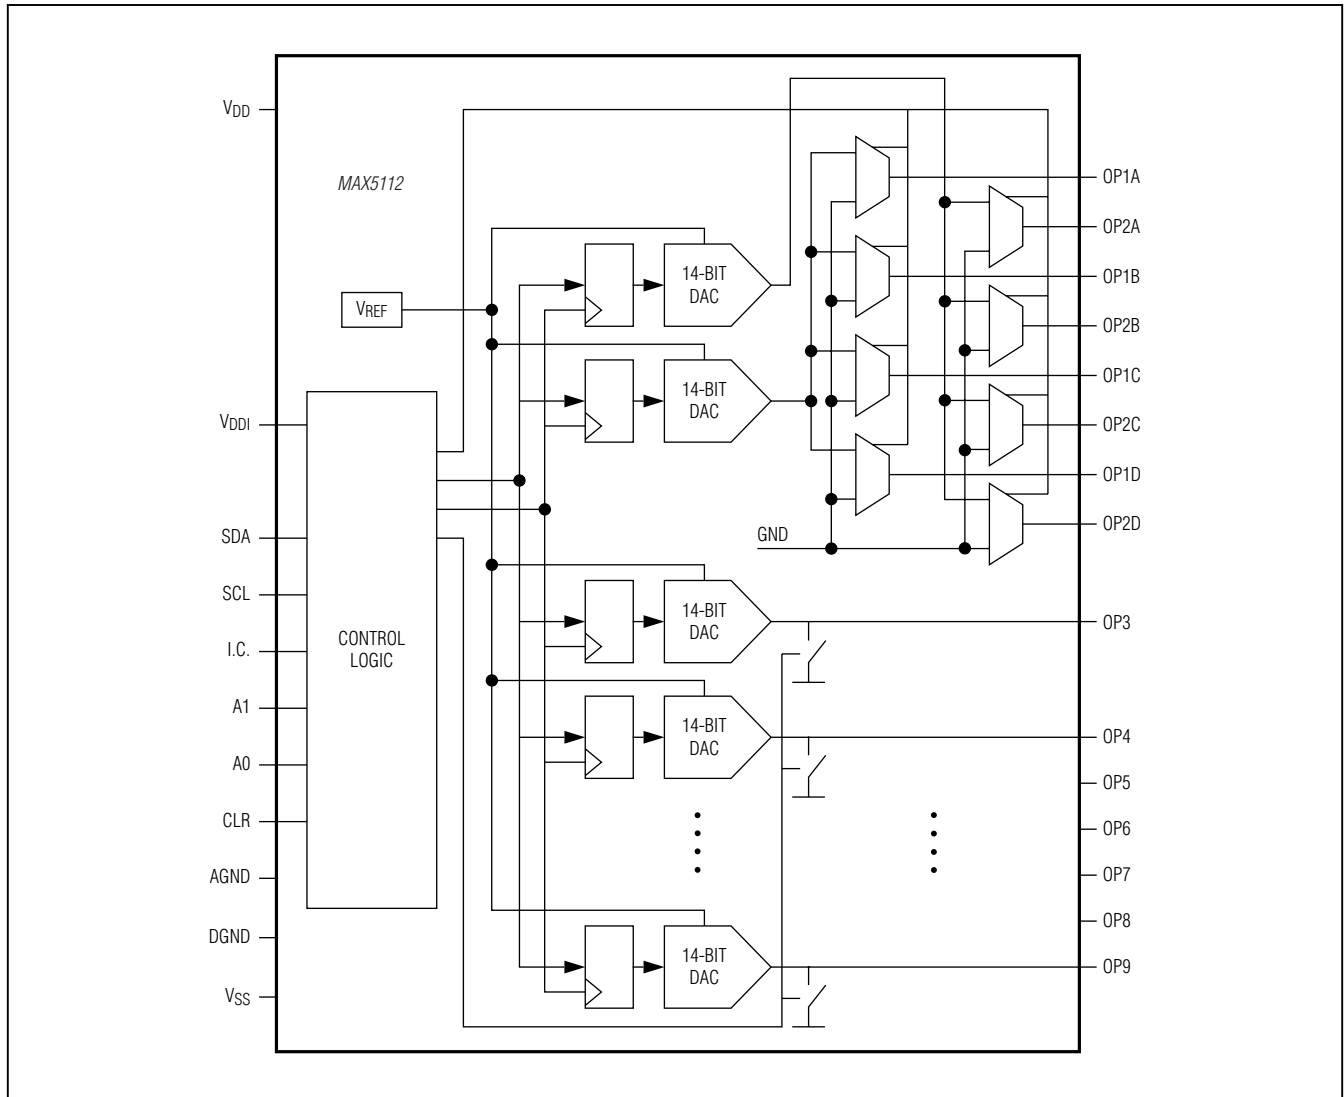 VDD
MAX5112
VREF
VDDI
SDA
SCL
I.C.
A1
A0
CLR
AGND
DGND
VSS
CONTROL
LOGIC
14-BIT
DAC
14-BIT
DAC
14-BIT
DAC
14-BIT
DAC
14-BIT
DAC
GND
OP1A
OP2A
OP1B
OP2B
OP1C
OP2C
OP1D
OP2D
OP3
OP4
OP5
OP6
OP7
OP8
OP9